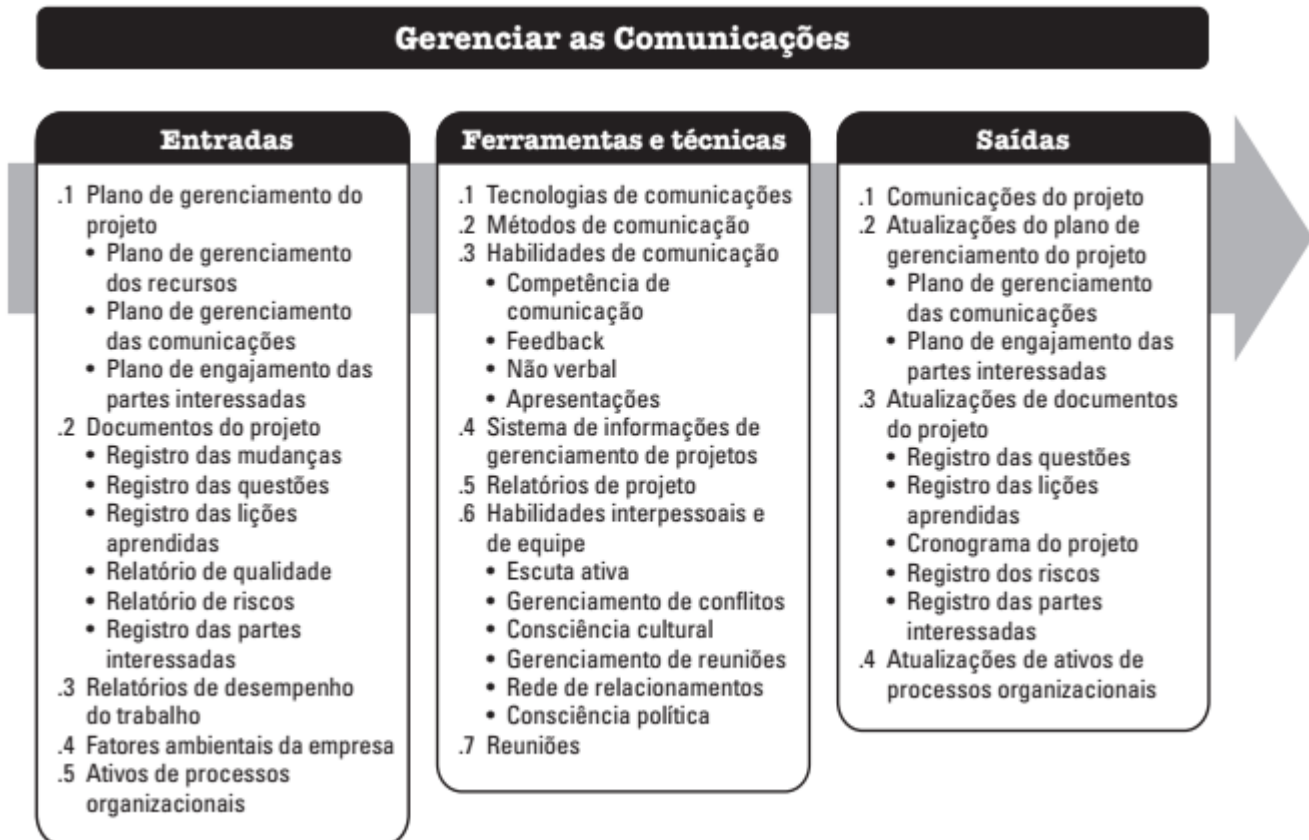 Gerenciar as Comunicações
Entradas
.1 Plano de gerenciamento do
projeto
• Plano de gerenciamento
dos recursos
• Plano de gerenciamento
das comunicações
• Plano de engajamento das
partes interessadas
.2 Documentos do projeto
• Registro das mudanças
• Registro das questões
• Registro das lições
aprendidas
• Relatório de qualidade
• Relatório de riscos
• Registro das partes
interessadas
.3 Relatórios de desempenho
do trabalho
.4 Fatores ambientais da empresa
.5 Ativos de processos
organizacionais
Ferramentas e técnicas
.1 Tecnologias de comunicações
.2 Métodos de comunicação
.3 Habilidades de comunicação
• Competência de
comunicação
• Feedback
• Não verbal
• Apresentações
.4 Sistema de informações de
gerenciamento de projetos
.5 Relatórios de projeto
.6 Habilidades interpessoais e
de equipe
• Escuta ativa
• Gerenciamento de conflitos
• Consciência cultural
• Gerenciamento de reuniões
• Rede de relacionamentos
• Consciência política
.7 Reuniões
Saídas
.1 Comunicações do projeto
.2 Atualizações do plano de
gerenciamento do projeto
• Plano de gerenciamento
das comunicações
• Plano de engajamento das
partes interessadas
.3 Atualizações de documentos
do projeto
• Registro das questões
• Registro das lições
aprendidas
• Cronograma do projeto
• Registro dos riscos
• Registro das partes
interessadas
.4 Atualizações de ativos de
processos organizacionais